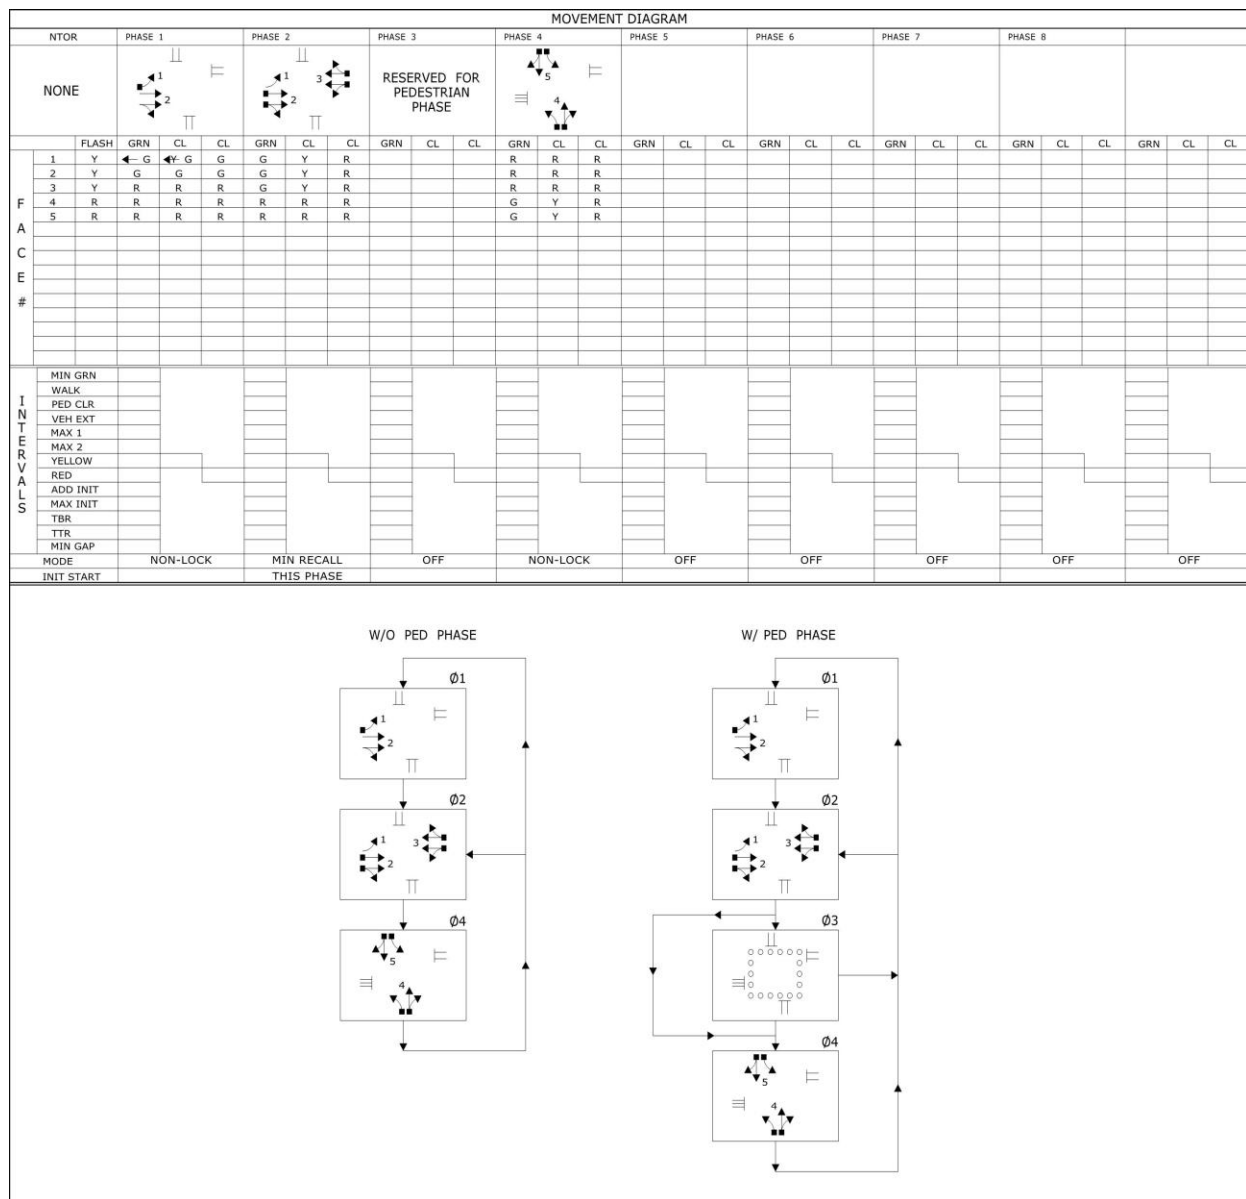 MOVEMENT DIAGRAM
NTOR PHASE 1 PHASE 2 PHASE 3 PHASE 4 PHASE 5 PHASE 6 PHASE 7 PHASE 8
NONE 1 2 1 2 3 RESERVED FOR PEDESTRIAN PHASE 5 4
FLASH GRN CL CL GRN CL CL GRN CL CL GRN CL CL GRN CL CL GRN CL CL GRN CL CL GRN CL CL GRN CL CL
FACE #
1 Y ← G ←Y G G G Y R R R R
2 Y G G G G Y R R R R
3 Y R R R G Y R R R R
4 R R R R R R R G Y R
5 R R R R R R R G Y R
INTERVALS
MIN GRN
WALK
PED CLR
VEH EXT
MAX 1
MAX 2
YELLOW
RED
ADD INIT
MAX INIT
TBR
TTR
MIN GAP
MODE NON-LOCK MIN RECALL OFF NON-LOCK OFF OFF OFF OFF OFF
INIT START THIS PHASE
W/O PED PHASE
Ø1
1
2
Ø2
1
3
2
Ø4
5
4
W/ PED PHASE
Ø1
1
2
Ø2
1
3
2
Ø3
Ø4
5
4